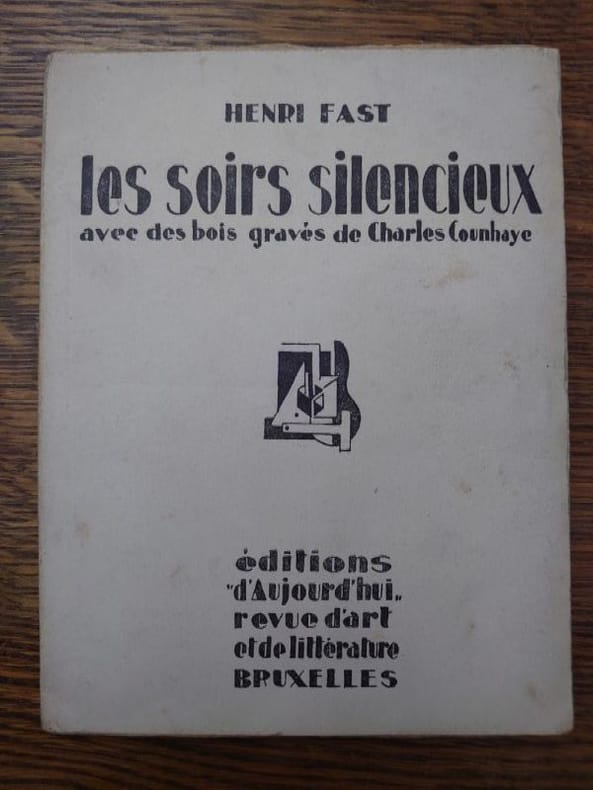 HENRI FAST
les soirs silencieux
avec des bois gravés de Charles Counhaye
éditions
"d'Aujourd'hui„
revue d'art
et de littérature
BRUXELLES